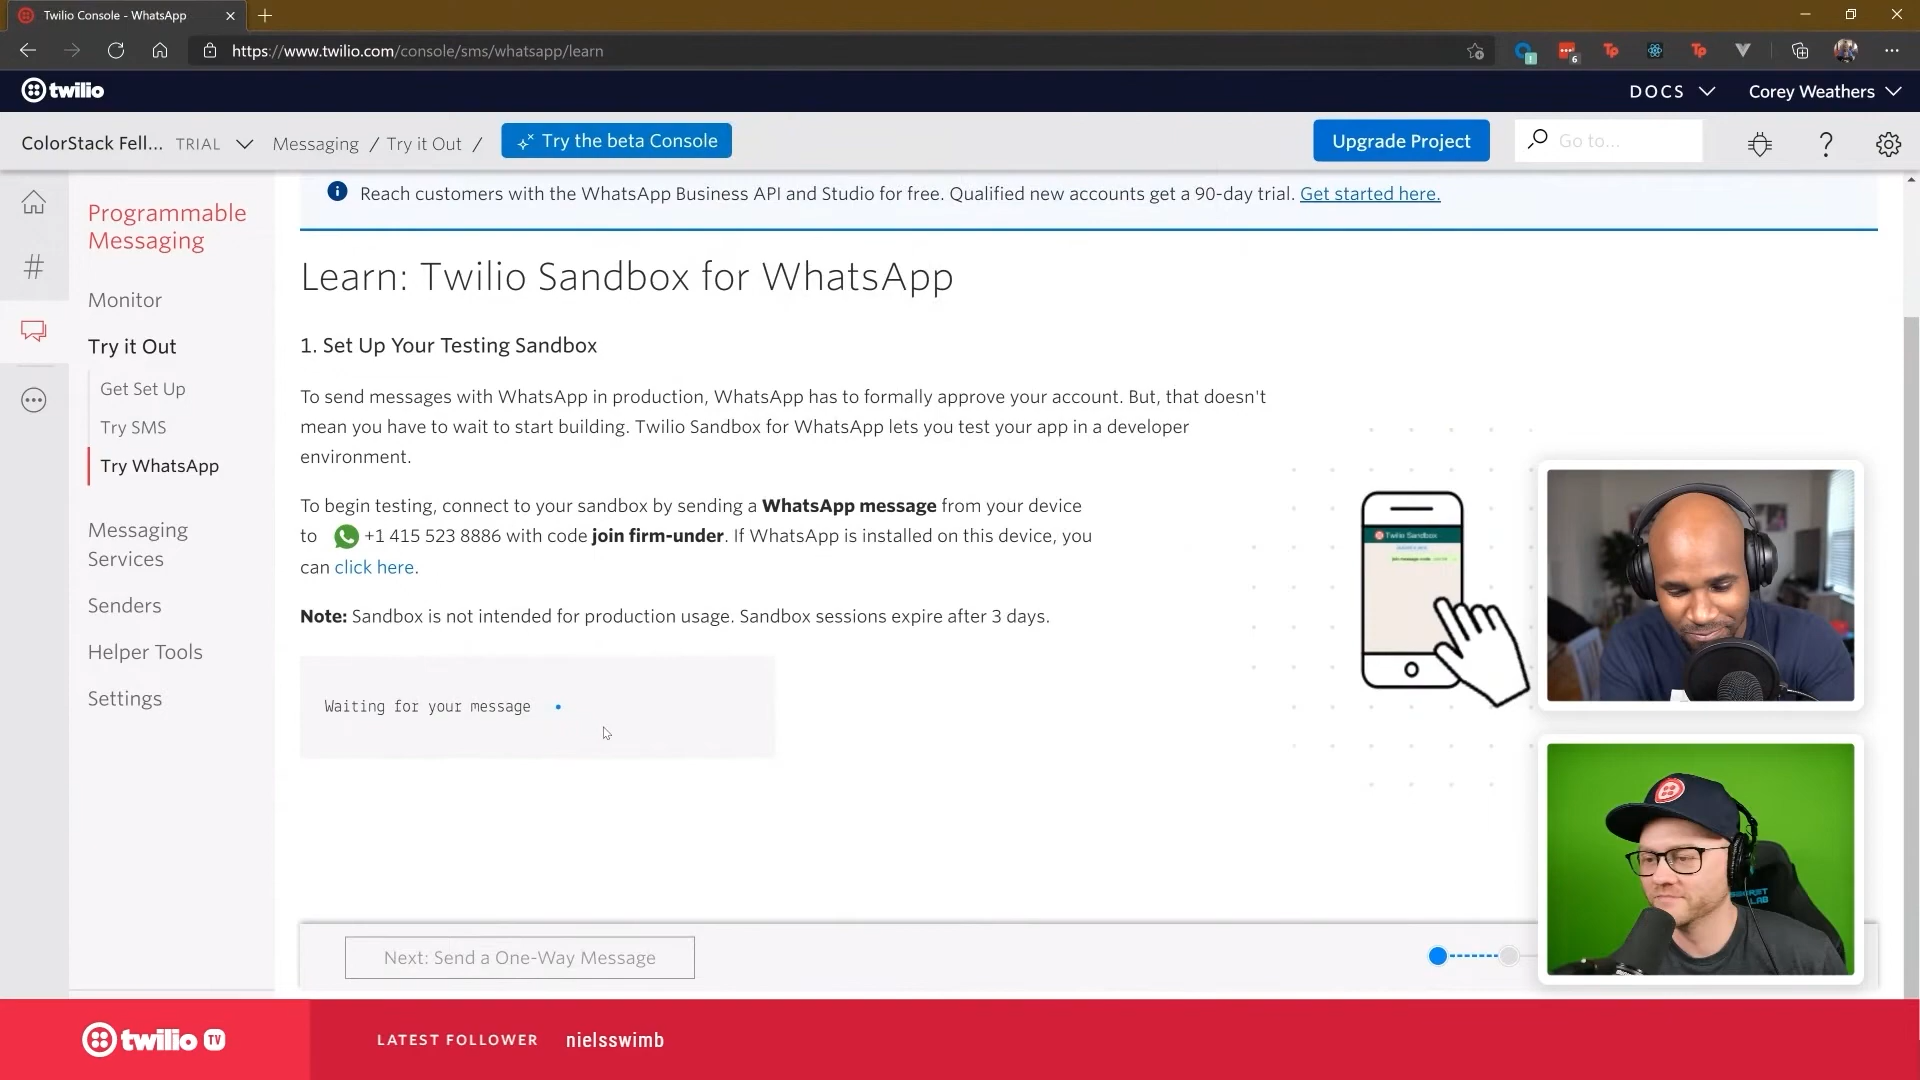 Twilio Console - WhatsApp
https://www.twilio.com/console/sms/whatsapp/learn
1
6
twilio
DOCS
Corey Weathers
ColorStack Fell... TRIAL
Messaging / Try it Out /
Try the beta Console
Upgrade Project
Go to...
Programmable
Messaging
Monitor
Try it Out
Get Set Up
Try SMS
Try WhatsApp
Messaging
Services
Senders
Helper Tools
Settings
Reach customers with the WhatsApp Business API and Studio for free. Qualified new accounts get a 90-day trial. Get started here.
Learn: Twilio Sandbox for WhatsApp
1. Set Up Your Testing Sandbox
To send messages with WhatsApp in production, WhatsApp has to formally approve your account. But, that doesn't
mean you have to wait to start building. Twilio Sandbox for WhatsApp lets you test your app in a developer
environment.
To begin testing, connect to your sandbox by sending a WhatsApp message from your device
to +1 415 523 8886 with code join firm-under. If WhatsApp is installed on this device, you
can click here.
Note: Sandbox is not intended for production usage. Sandbox sessions expire after 3 days.
Waiting for your message
Twilio Sandbox
SECRET
LAB
Next: Send a One-Way Message
twilio TV
LATEST FOLLOWER nielsswimb